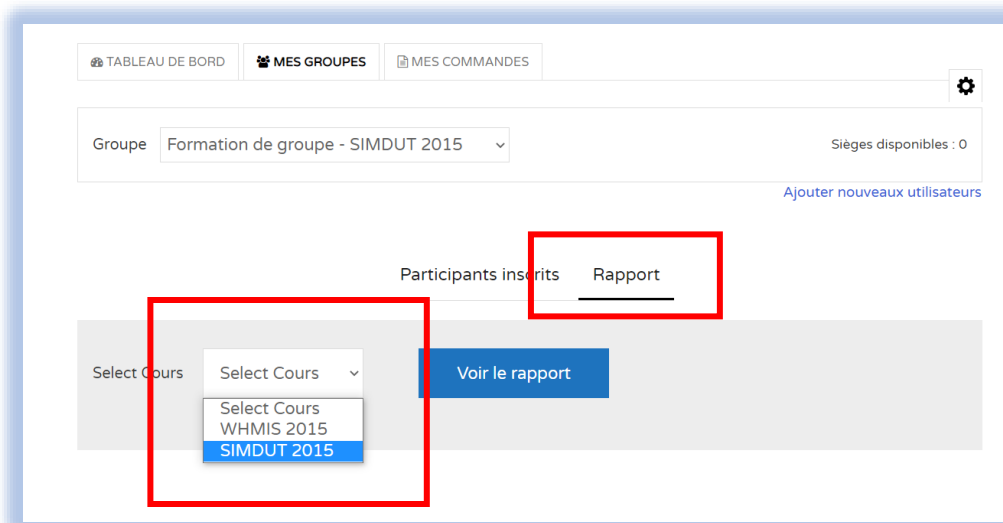 TABLEAU DE BORD MES GROUPES MES COMMANDES
Groupe Formation de groupe - SIMDUT 2015 Sièges disponibles : 0
Ajouter nouveaux utilisateurs
Participants inscrits Rapport
Select Cours Select Cours Voir le rapport
Select Cours
WHMIS 2015
SIMDUT 2015